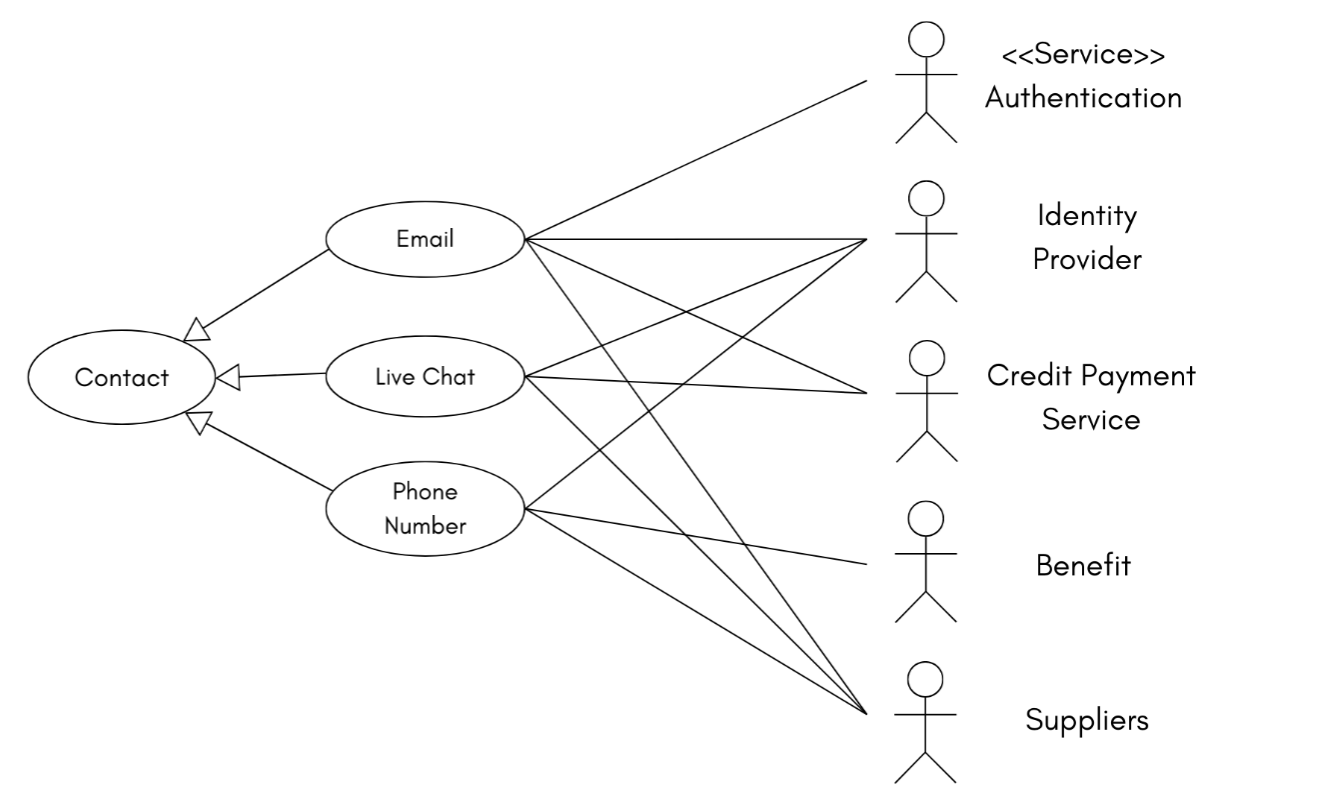 <<Service>>
Authentication
Identity
Provider
Email
Contact
Live Chat
Credit Payment
Service
Phone
Number
Benefit
Suppliers